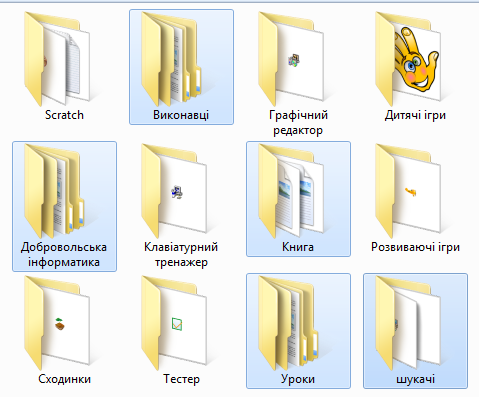 Scratch
Виконавці
Графічний
редактор
Дитячі ігри
Добровольська
інформатика
Клавіатурний
тренажер
Книга
Розвиваючі ігри
Сходинки
Тестер
Уроки
шукачі